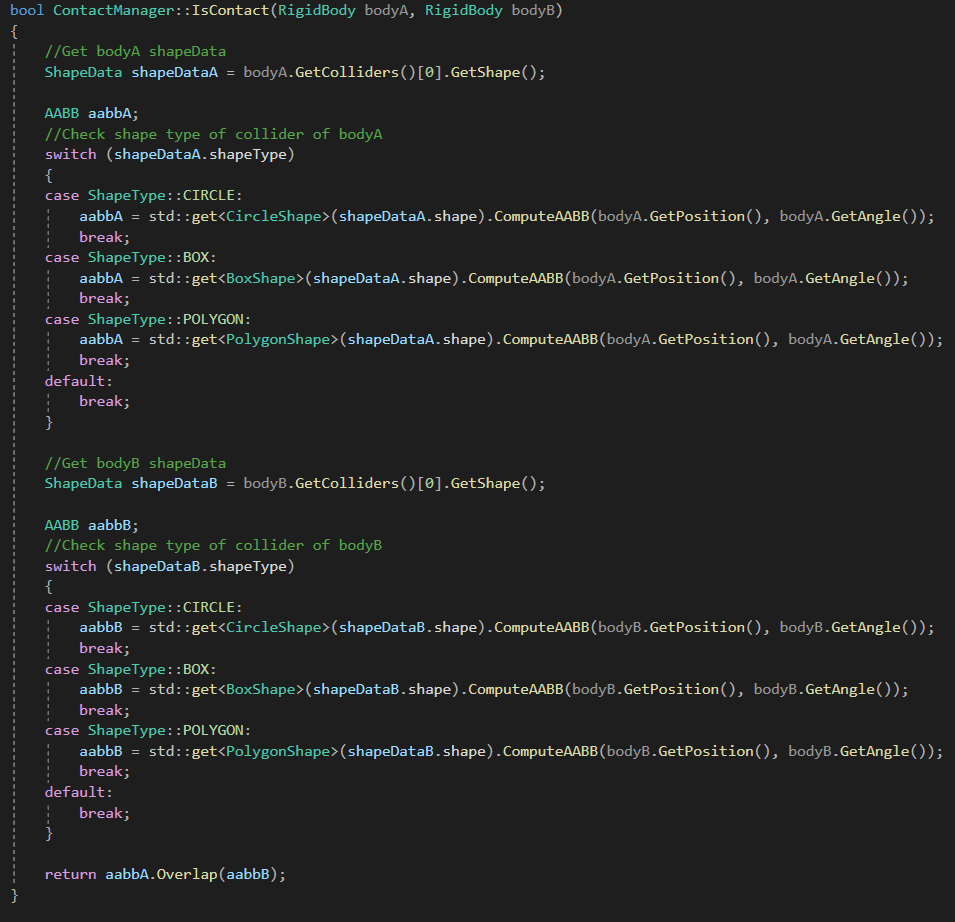 bool ContactManager::IsContact(RigidBody bodyA, RigidBody bodyB)
{
    //Get bodyA shapeData
    ShapeData shapeDataA = bodyA.GetColliders()[0].GetShape();

    AABB aabbA;
    //Check shape type of collider of bodyA
    switch (shapeDataA.shapeType)
    {
    case ShapeType::CIRCLE:
        aabbA = std::get<CircleShape>(shapeDataA.shape).ComputeAABB(bodyA.GetPosition(), bodyA.GetAngle());
        break;
    case ShapeType::BOX:
        aabbA = std::get<BoxShape>(shapeDataA.shape).ComputeAABB(bodyA.GetPosition(), bodyA.GetAngle());
        break;
    case ShapeType::POLYGON:
        aabbA = std::get<PolygonShape>(shapeDataA.shape).ComputeAABB(bodyA.GetPosition(), bodyA.GetAngle());
        break;
    default:
        break;
    }

    //Get bodyB shapeData
    ShapeData shapeDataB = bodyB.GetColliders()[0].GetShape();

    AABB aabbB;
    //Check shape type of collider of bodyB
    switch (shapeDataB.shapeType)
    {
    case ShapeType::CIRCLE:
        aabbB = std::get<CircleShape>(shapeDataB.shape).ComputeAABB(bodyB.GetPosition(), bodyB.GetAngle());
        break;
    case ShapeType::BOX:
        aabbB = std::get<BoxShape>(shapeDataB.shape).ComputeAABB(bodyB.GetPosition(), bodyB.GetAngle());
        break;
    case ShapeType::POLYGON:
        aabbB = std::get<PolygonShape>(shapeDataB.shape).ComputeAABB(bodyB.GetPosition(), bodyB.GetAngle());
        break;
    default:
        break;
    }

    return aabbA.Overlap(aabbB);
}